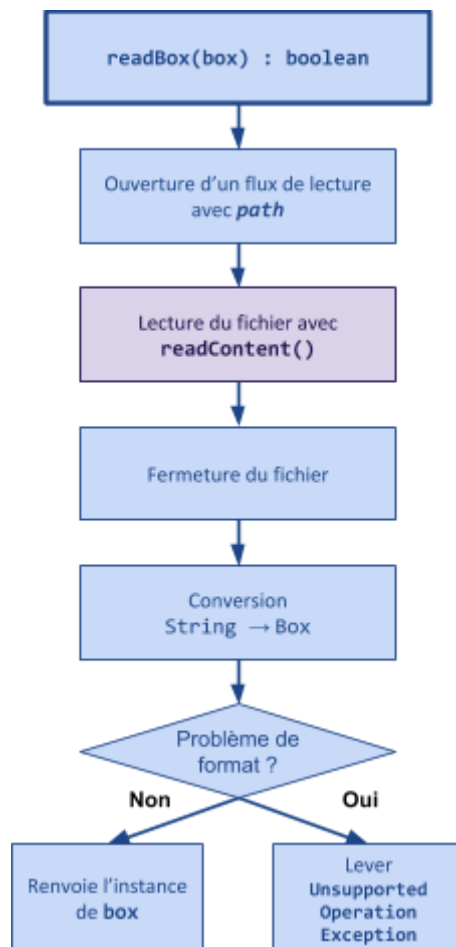 readBox(box) : boolean
Ouverture d'un flux de lecture
avec path
Lecture du fichier avec
readContent()
Fermeture du fichier
Conversion
String → Box
Problème de
format ?
Non
Oui
Renvoie l'instance
de box
Lever
Unsupported
Operation
Exception